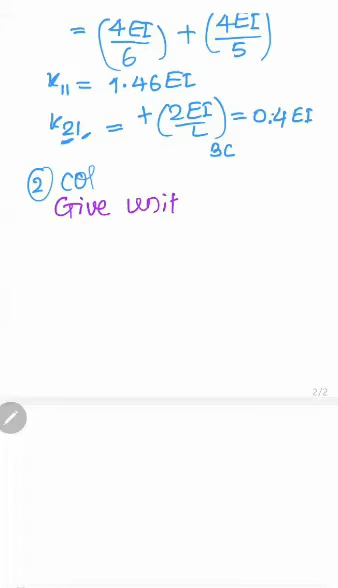 = (4EI/6) + (4EI/5)
K11 = 1.46EI
K21 = +(2EI/L)BC = 0.4EI
② Col
Give unit
2/2